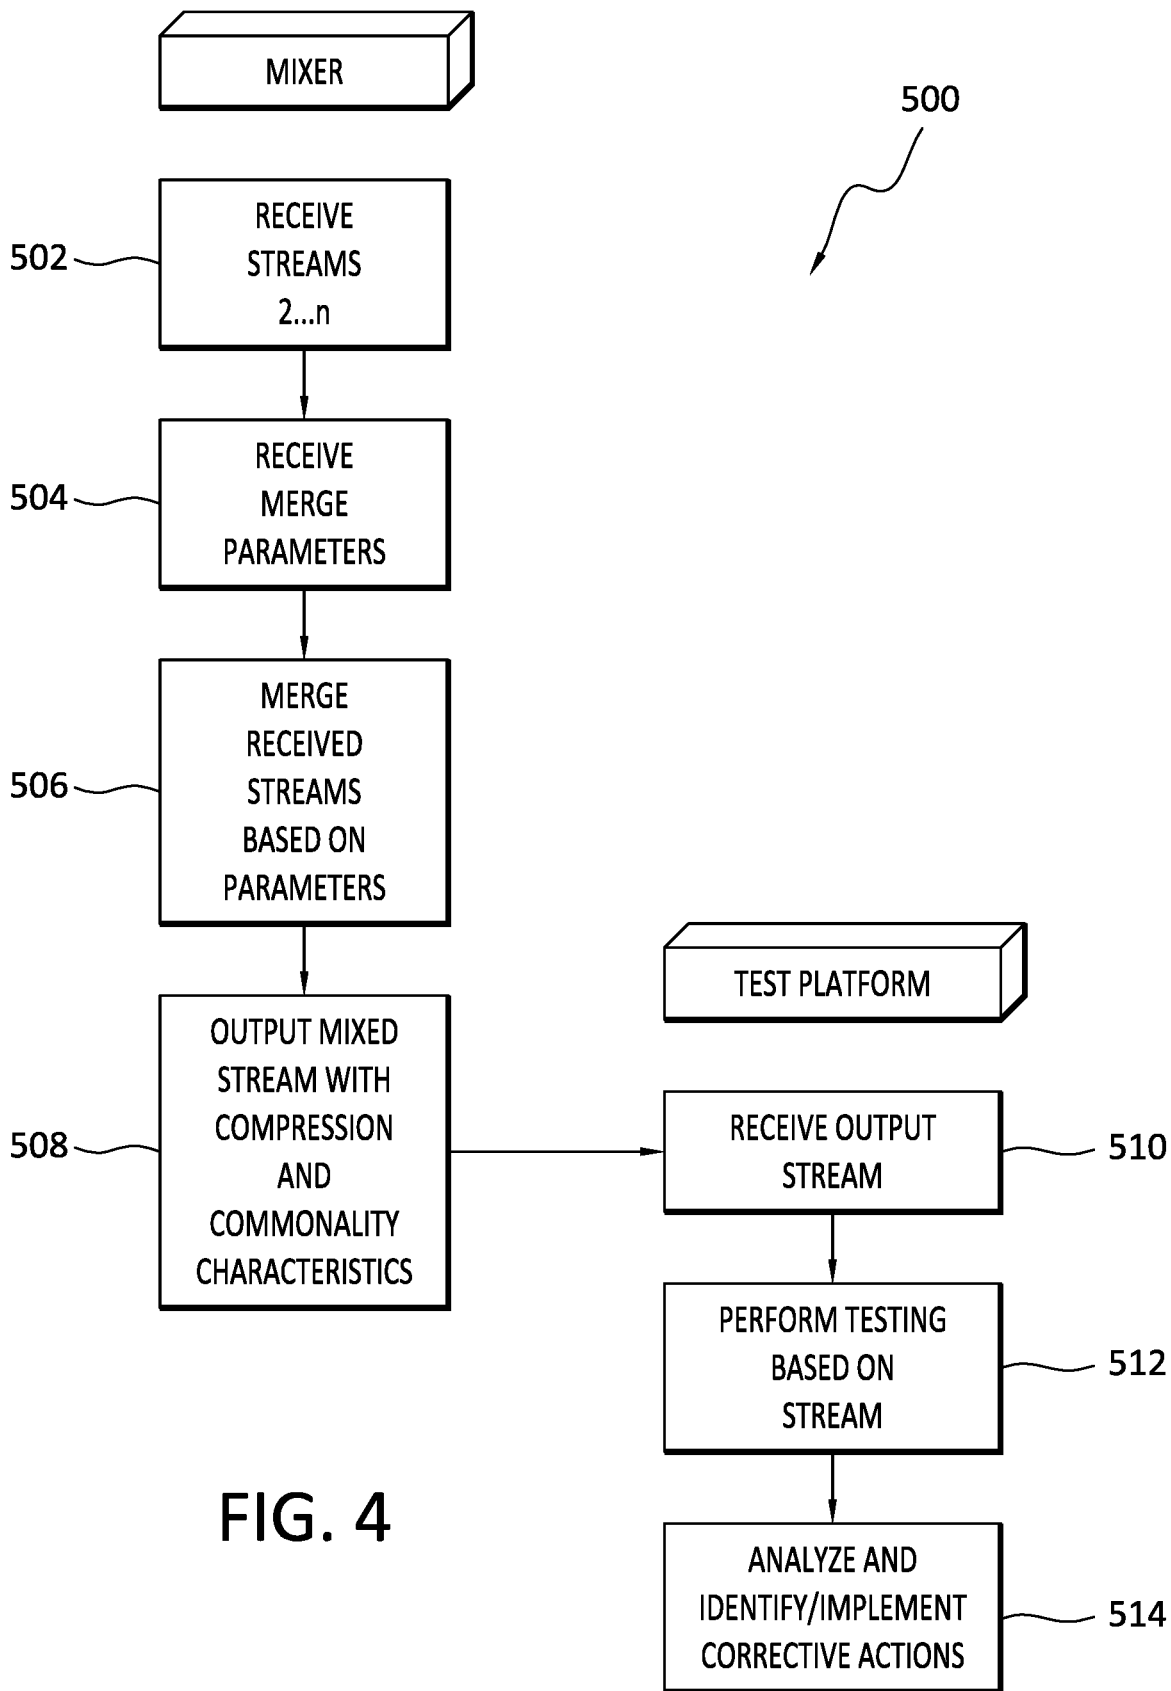 MIXER
500
502
RECEIVE
STREAMS
2...n
504
RECEIVE
MERGE
PARAMETERS
506
MERGE
RECEIVED
STREAMS
BASED ON
PARAMETERS
508
OUTPUT MIXED
STREAM WITH
COMPRESSION
AND
COMMONALITY
CHARACTERISTICS
TEST PLATFORM
RECEIVE OUTPUT
STREAM
510
PERFORM TESTING
BASED ON
STREAM
512
ANALYZE AND
IDENTIFY/IMPLEMENT
CORRECTIVE ACTIONS
514
FIG. 4